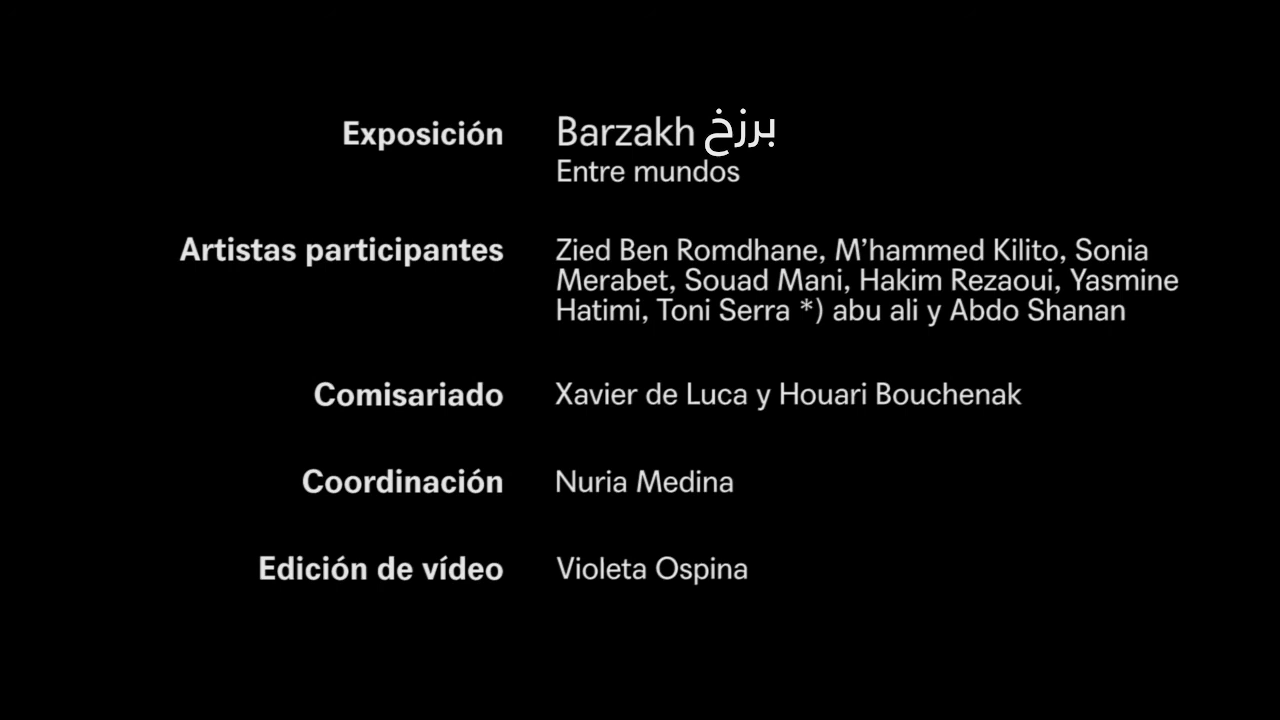 Exposición Barzakh برزخ
Entre mundos
Artistas participantes Zied Ben Romdhane, M’hammed Kilito, Sonia
Merabet, Souad Mani, Hakim Rezaoui, Yasmine
Hatimi, Toni Serra *) abu ali y Abdo Shanan
Comisariado Xavier de Luca y Houari Bouchenak
Coordinación Nuria Medina
Edición de vídeo Violeta Ospina